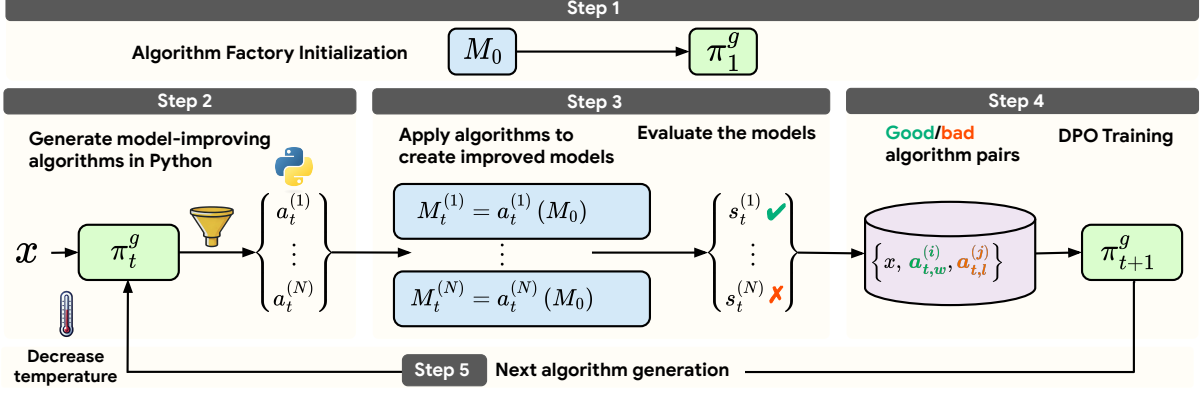 Step 1
Algorithm Factory Initialization
M_0
π_1^g
Step 2
Step 3
Step 4
Generate model-improving
algorithms in Python
Apply algorithms to
create improved models
Evaluate the models
Good/bad
algorithm pairs
DPO Training
x
π_t^g
a_t^{(1)}
⋮
a_t^{(N)}
M_t^{(1)} = a_t^{(1)} (M_0)
⋮
M_t^{(N)} = a_t^{(N)} (M_0)
s_t^{(1)} ✔
⋮
s_t^{(N)} ✗
{x, a_{t,w}^{(i)}, a_{t,l}^{(j)}}
π_{t+1}^g
Decrease
temperature
Step 5
Next algorithm generation